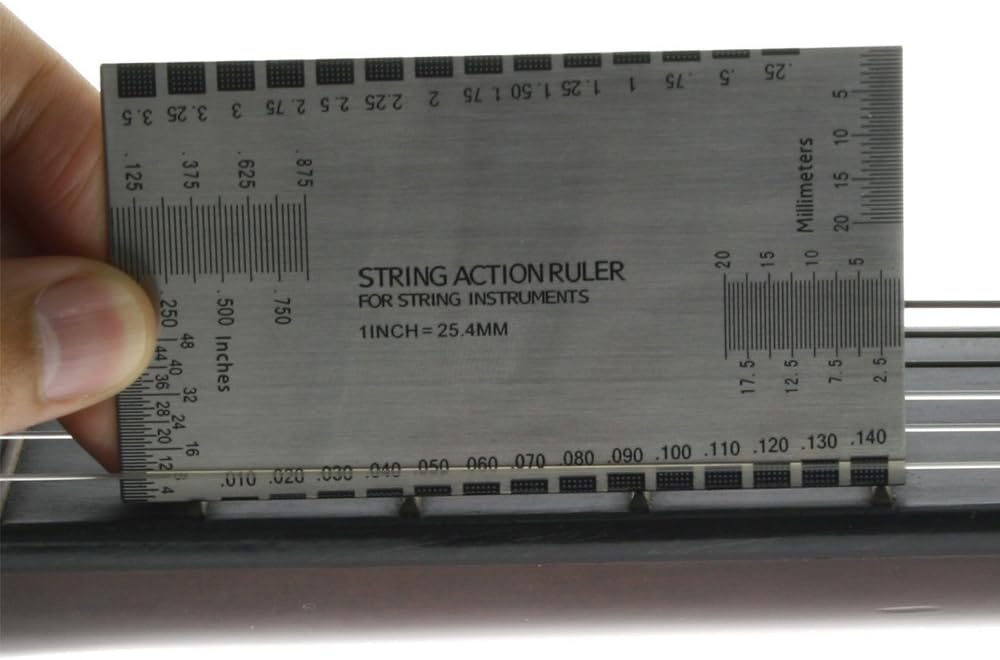 3.5 3.25 3 2.75 2.5 2.25 2 1.75 1.50 1.25 1 .75 .5 .25
.125 .375 .625 .875
.250 .500 .750
Inches
48 40 32 24 16
44 36 28 20 12 4
STRING ACTION RULER
FOR STRING INSTRUMENTS
1INCH = 25.4MM
5 10 15 20
Millimeters
20 15 10 5
17.5 12.5 7.5 2.5
.010 .020 .030 .040 .050 .060 .070 .080 .090 .100 .110 .120 .130 .140